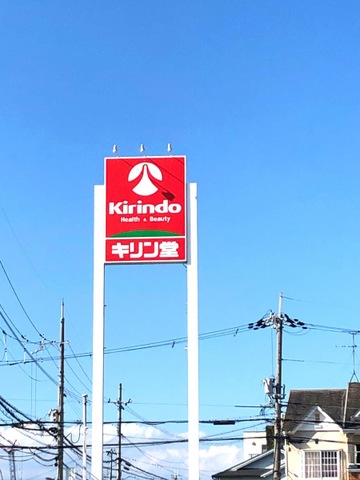 Kirindo
Health & Beauty
キリン堂